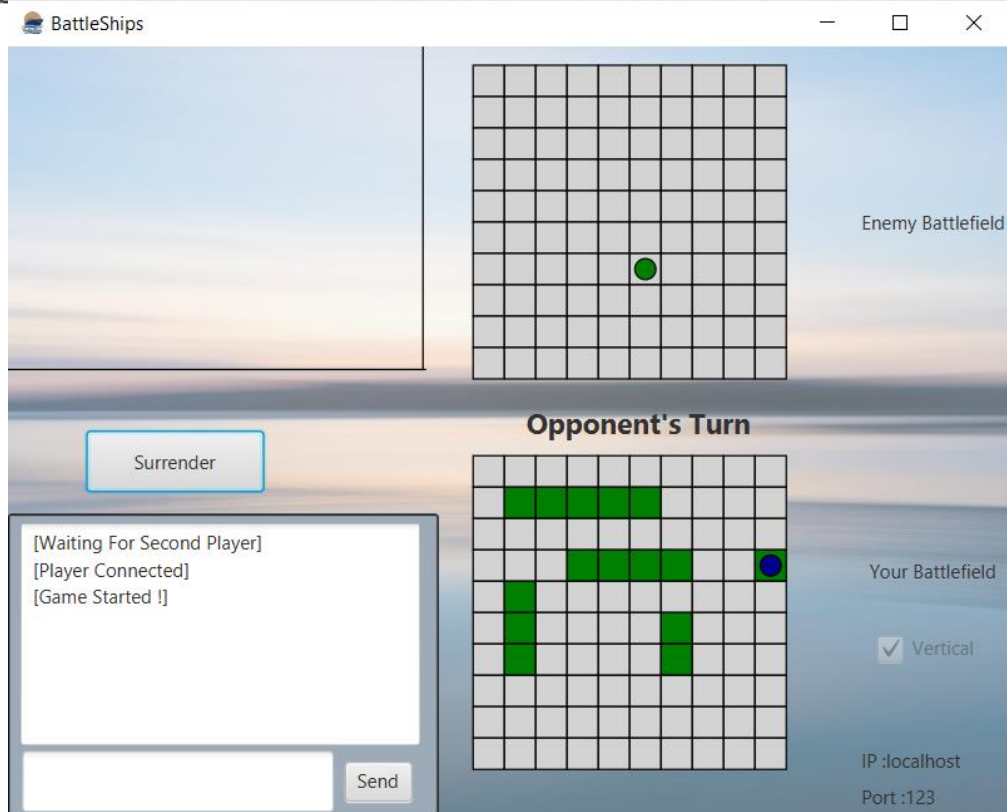 BattleShips
Enemy Battlefield
Opponent's Turn
Surrender
[Waiting For Second Player]
[Player Connected]
[Game Started !]
Your Battlefield
Vertical
IP :localhost
Port :123
Send